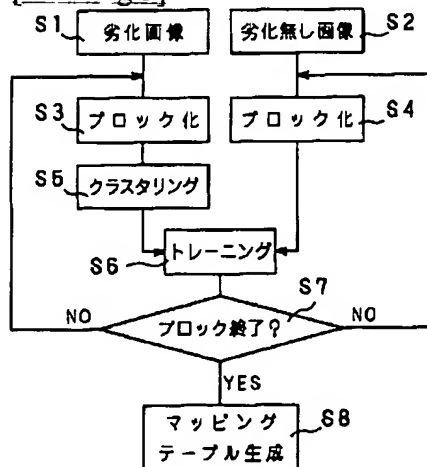 S1
劣化画像
劣化無し画像
S2
S3
ブロック化
ブロック化
S4
S5
クラスタリング
トレーニング
S6
S7
NO
ブロック終了?
NO
YES
マッピング
テーブル生成
S8